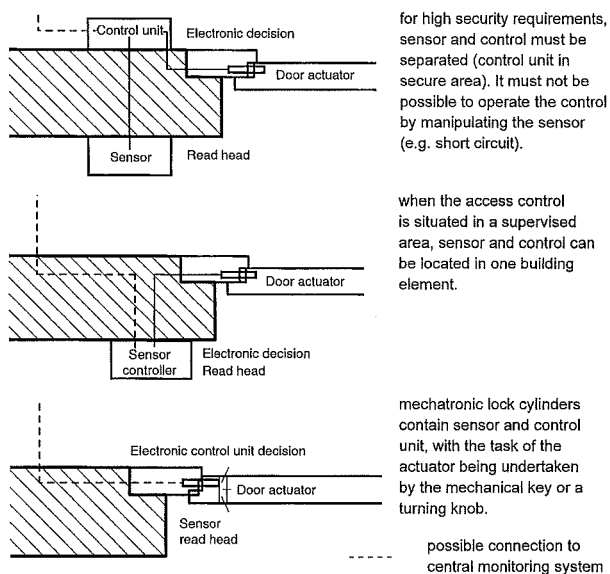 Control unit
Electronic decision
Door actuator
Sensor
Read head
for high security requirements,
sensor and control must be
separated (control unit in
secure area). It must not be
possible to operate the control
by manipulating the sensor
(e.g. short circuit).
Door actuator
Sensor
controller
Electronic decision
Read head
when the access control
is situated in a supervised
area, sensor and control can
be located in one building
element.
Electronic control unit decision
Door actuator
Sensor
read head
mechatronic lock cylinders
contain sensor and control
unit, with the task of the
actuator being undertaken
by the mechanical key or a
turning knob.
possible connection to
central monitoring system